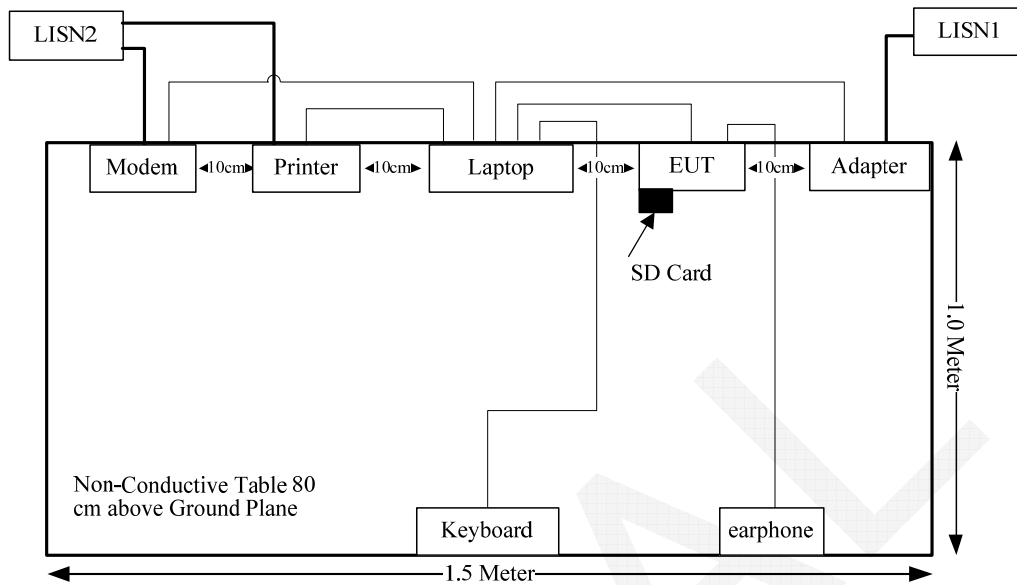 LISN2
LISN1
Modem
10cm
Printer
10cm
Laptop
10cm
EUT
10cm
Adapter
SD Card
1.0 Meter
Non-Conductive Table 80
cm above Ground Plane
Keyboard
earphone
1.5 Meter